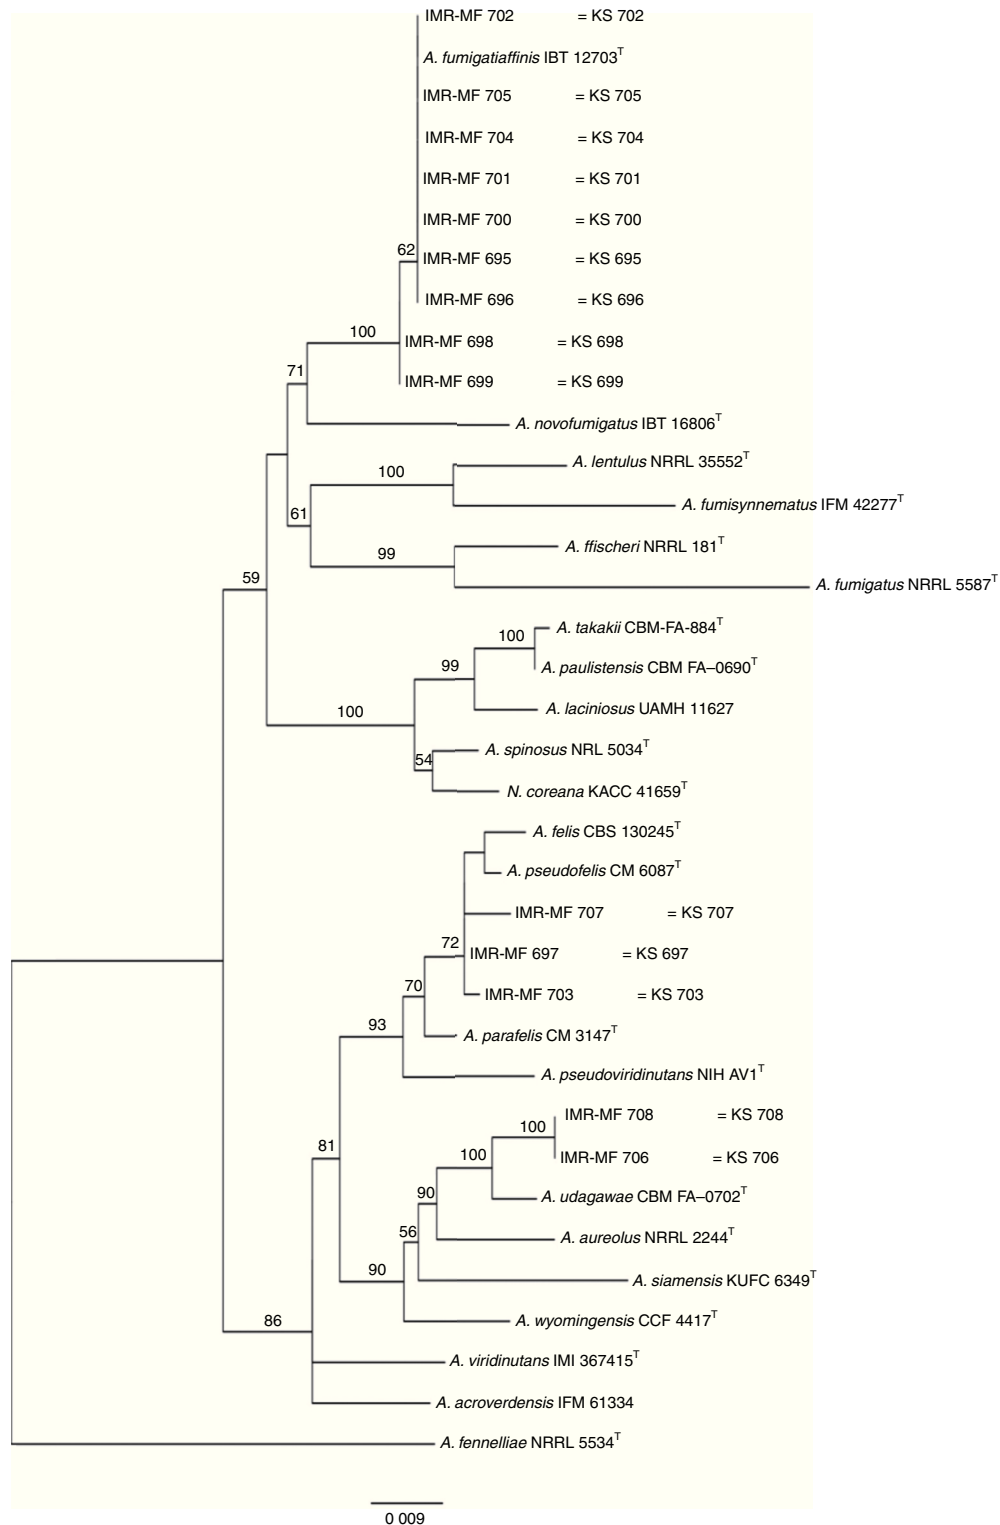 IMR-MF 702 = KS 702
A. fumigatiaffinis IBT 12703T
IMR-MF 705 = KS 705
IMR-MF 704 = KS 704
IMR-MF 701 = KS 701
IMR-MF 700 = KS 700
62
IMR-MF 695 = KS 695
IMR-MF 696 = KS 696
100
IMR-MF 698 = KS 698
71
IMR-MF 699 = KS 699
A. novofumigatus IBT 16806T
A. lentulus NRRL 35552T
100
A. fumisynnematus IFM 42277T
61
A. ffischeri NRRL 181T
99
59
A. fumigatus NRRL 5587T
A. takakii CBM-FA-884T
100
A. paulistensis CBM FA–0690T
99
A. laciniosus UAMH 11627
100
A. spinosus NRL 5034T
54
N. coreana KACC 41659T
A. felis CBS 130245T
A. pseudofelis CM 6087T
IMR-MF 707 = KS 707
72
IMR-MF 697 = KS 697
70
IMR-MF 703 = KS 703
93
A. parafelis CM 3147T
A. pseudoviridinutans NIH AV1T
IMR-MF 708 = KS 708
100
81
IMR-MF 706 = KS 706
100
90
A. udagawae CBM FA–0702T
56
A. aureolus NRRL 2244T
90
A. siamensis KUFC 6349T
86
A. wyomingensis CCF 4417T
A. viridinutans IMI 367415T
A. acroverdensis IFM 61334
A. fennelliae NRRL 5534T
0 009